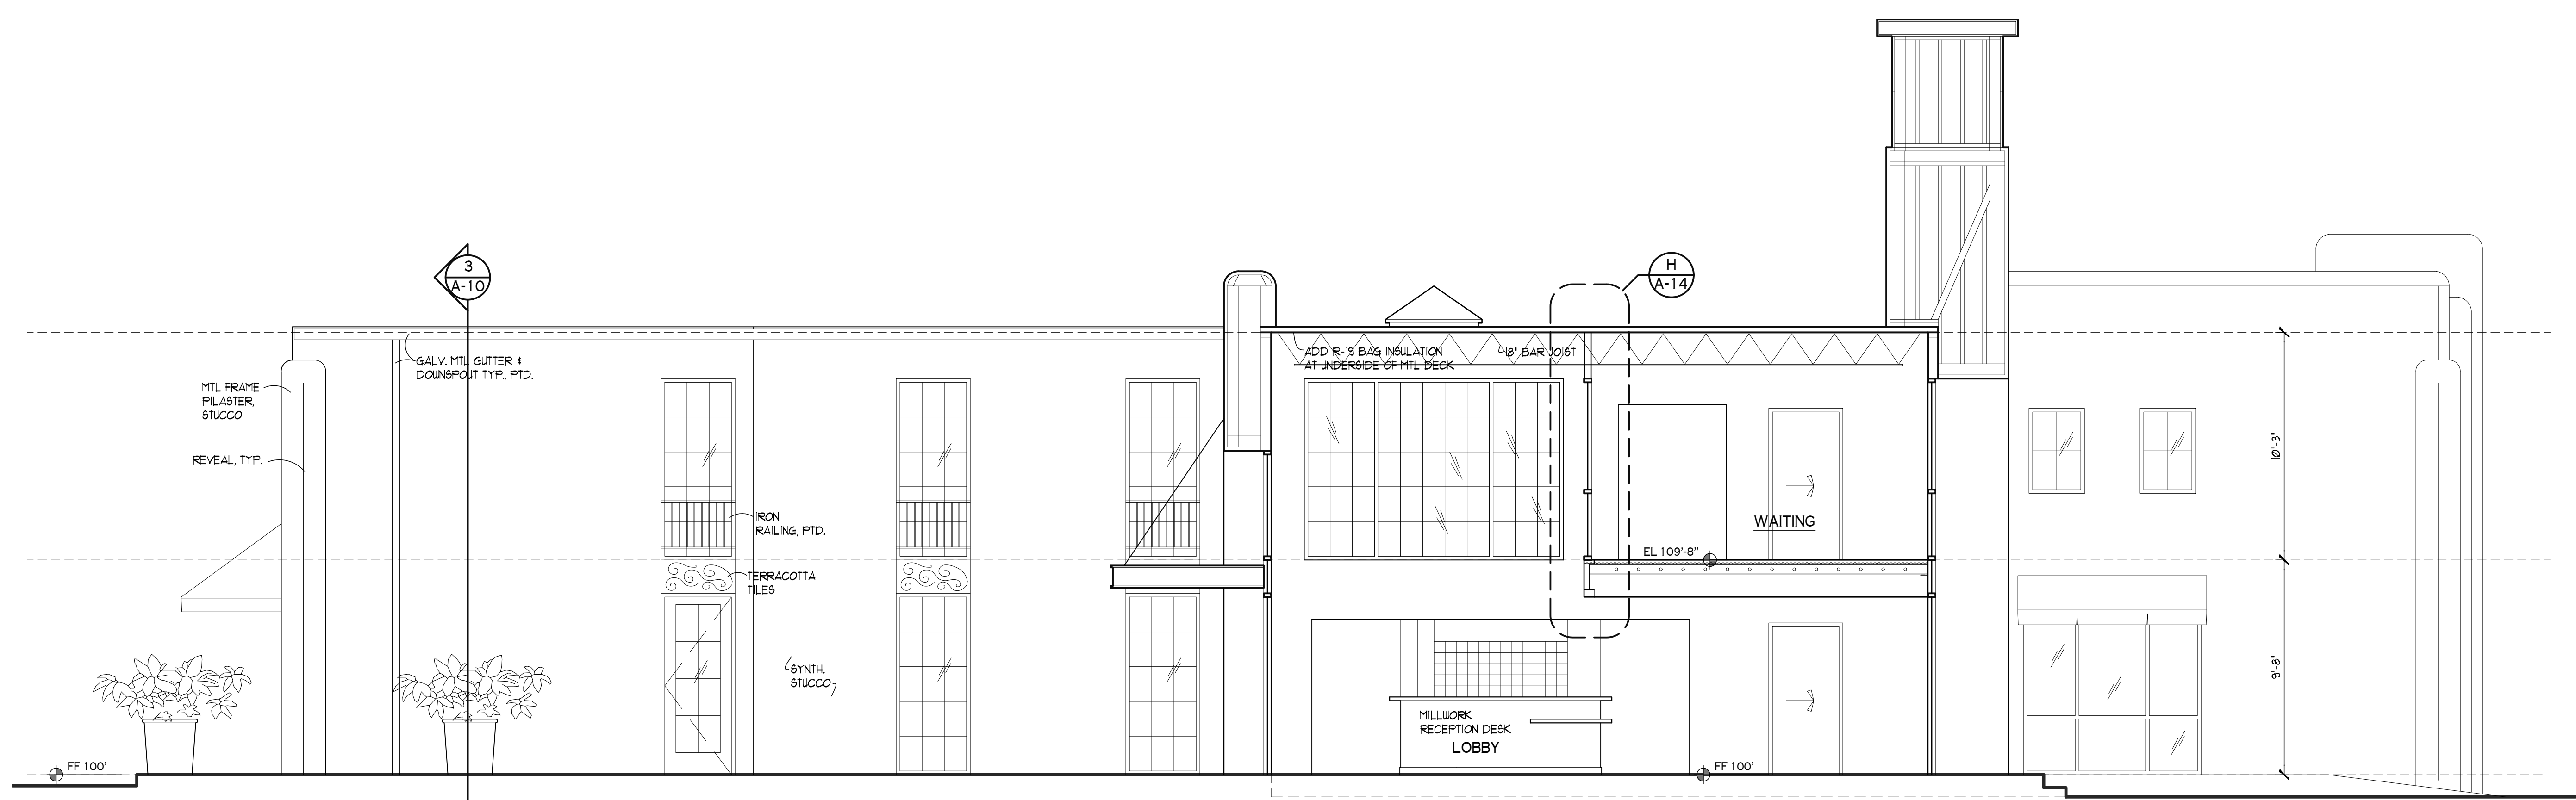 3
A-10
H
A-14
GALV. MTL GUTTER &
DOWNSPOUT TYP., PTD.
MTL FRAME
PILASTER,
STUCCO
REVEAL, TYP.
ADD R-19 BAG INSULATION
AT UNDERSIDE OF MTL DECK
18" BAR JOIST
IRON
RAILING, PTD.
TERRACOTTA
TILES
SYNTH.
STUCCO
WAITING
EL 109'-8"
10'-3"
9'-8"
MILLWORK
RECEPTION DESK
LOBBY
FF 100'
FF 100'